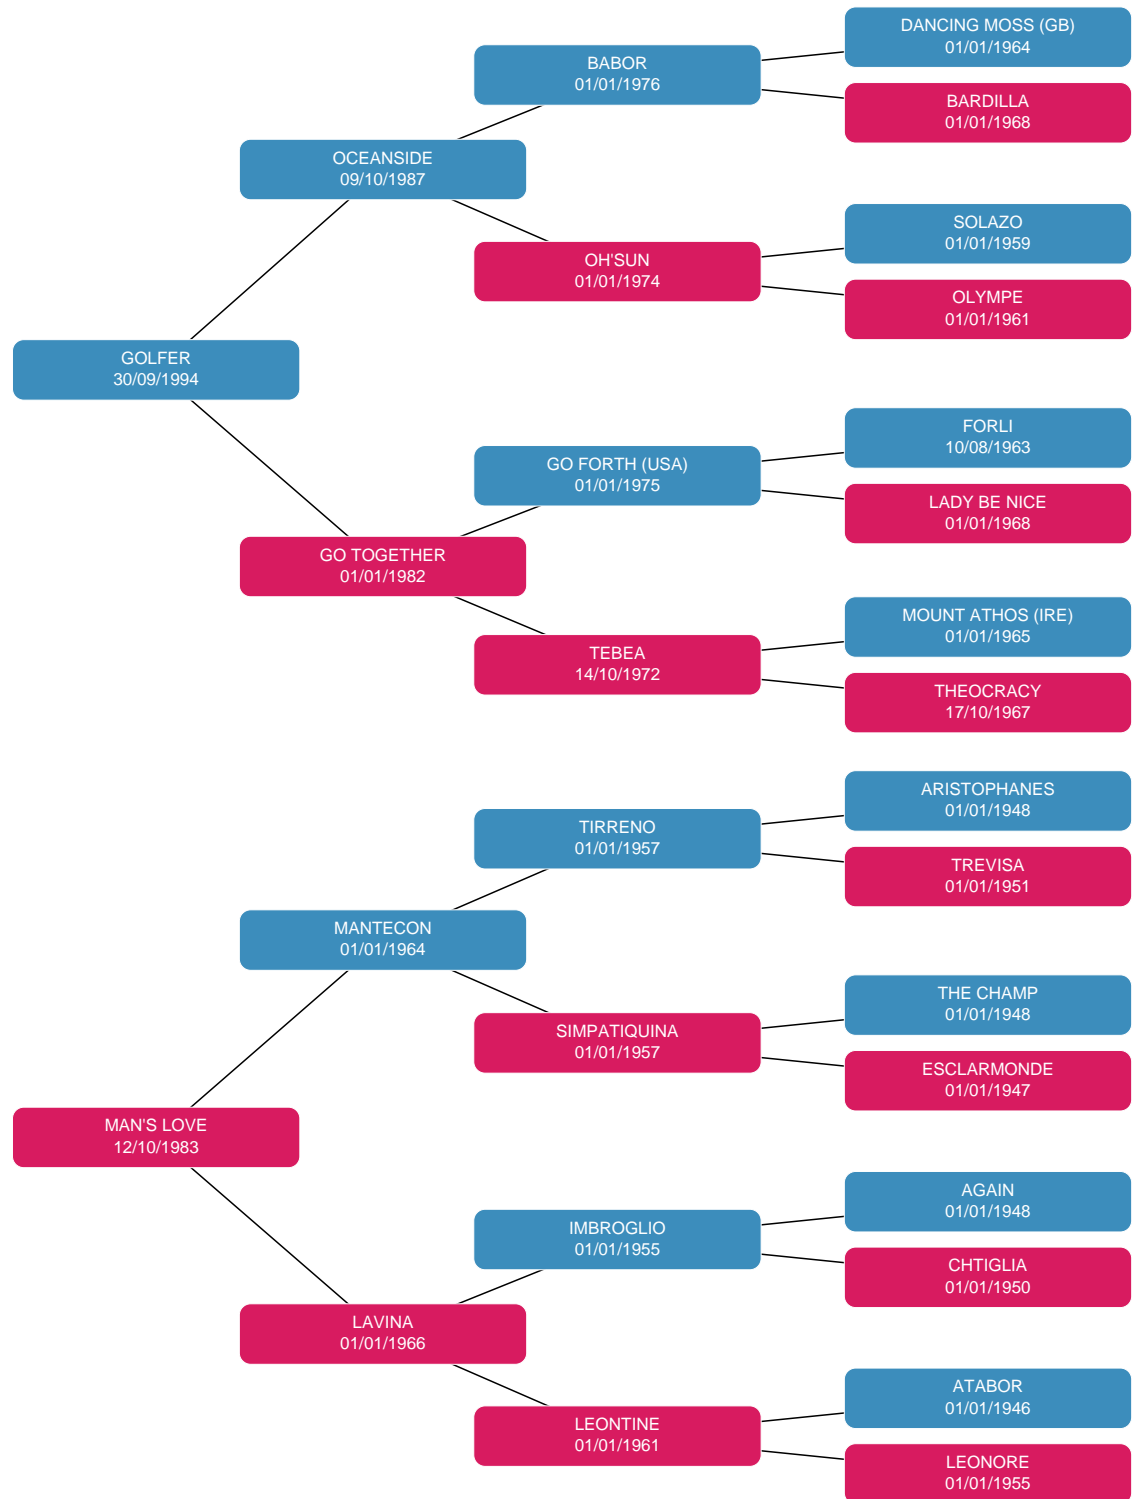 DANCING MOSS (GB)
01/01/1964
BABOR
01/01/1976
BARDILLA
01/01/1968
OCEANSIDE
09/10/1987
SOLAZO
01/01/1959
OH'SUN
01/01/1974
OLYMPE
01/01/1961
GOLFER
30/09/1994
FORLI
10/08/1963
GO FORTH (USA)
01/01/1975
LADY BE NICE
01/01/1968
GO TOGETHER
01/01/1982
MOUNT ATHOS (IRE)
01/01/1965
TEBEA
14/10/1972
THEOCRACY
17/10/1967
ARISTOPHANES
01/01/1948
TIRRENO
01/01/1957
TREVISA
01/01/1951
MANTECON
01/01/1964
THE CHAMP
01/01/1948
SIMPATIQUINA
01/01/1957
ESCLARMONDE
01/01/1947
MAN'S LOVE
12/10/1983
AGAIN
01/01/1948
IMBROGLIO
01/01/1955
CHTIGLIA
01/01/1950
LAVINA
01/01/1966
ATABOR
01/01/1946
LEONTINE
01/01/1961
LEONORE
01/01/1955